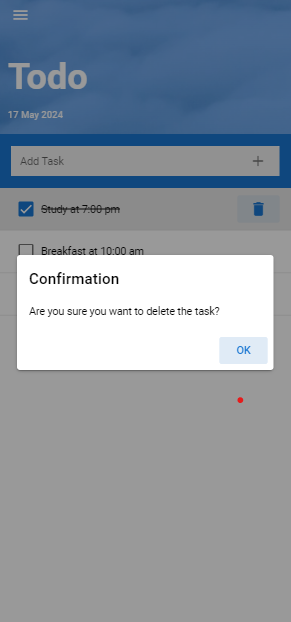 Todo
17 May 2024
Add Task
Study at 7:00 pm
Breakfast at 10:00 am
Confirmation
Are you sure you want to delete the task?
OK